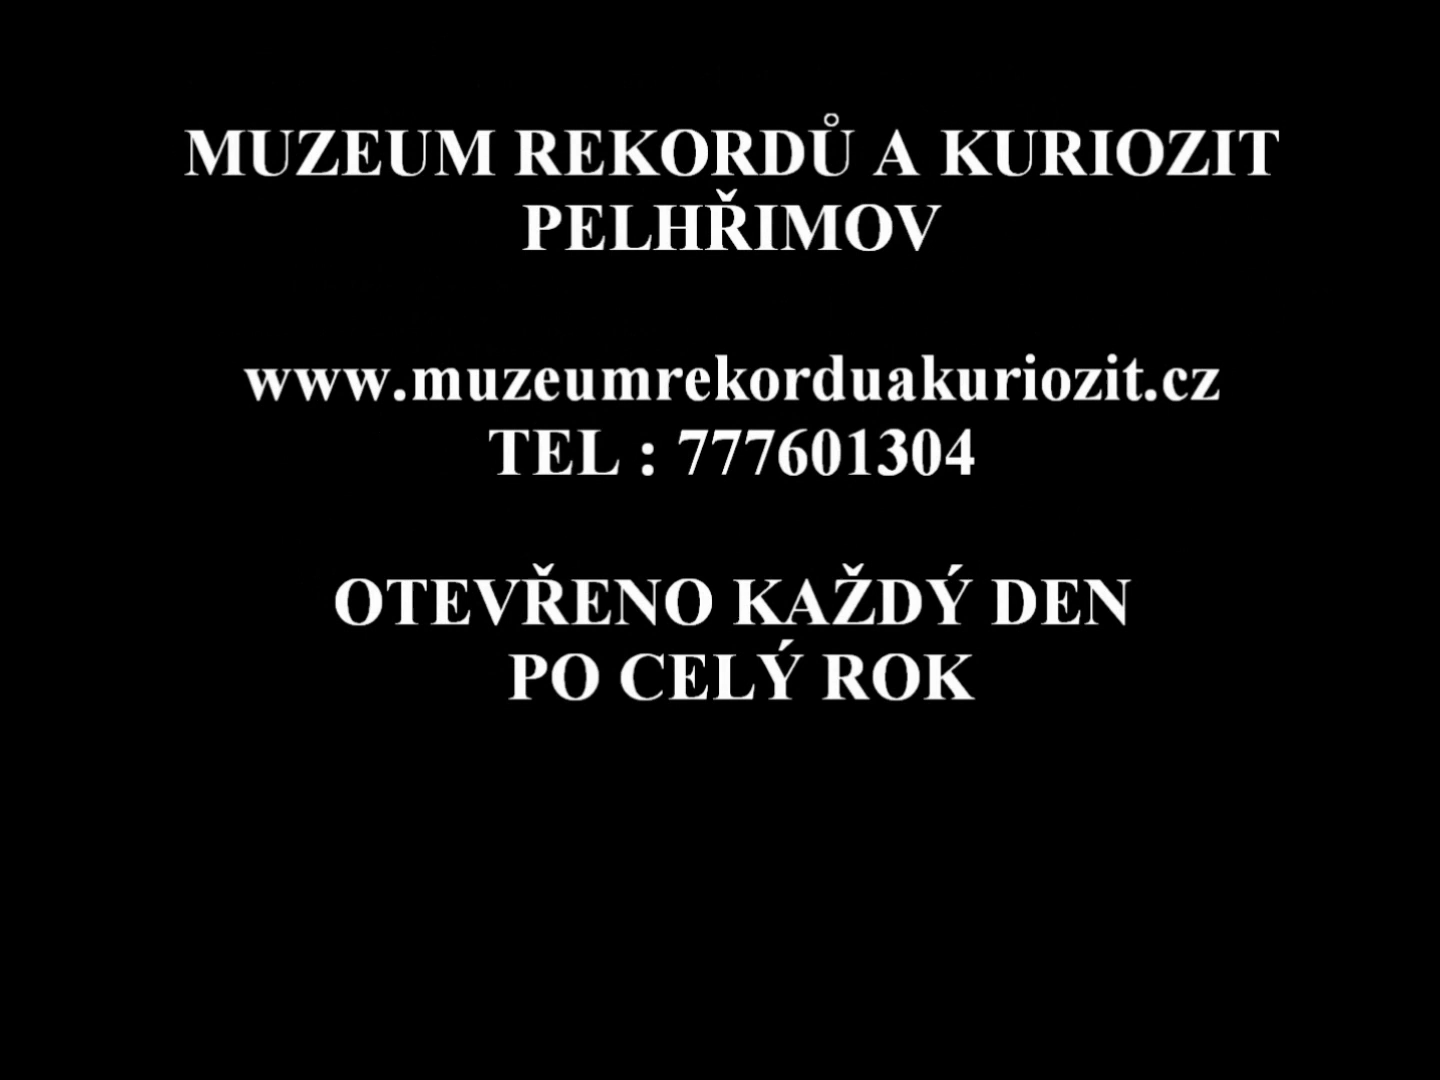 MUZEUM REKORDŮ A KURIOZIT
PELHŘIMOV
www.muzeumrekorduakuriozit.cz
TEL : 777601304
OTEVŘENO KAŽDÝ DEN
PO CELÝ ROK